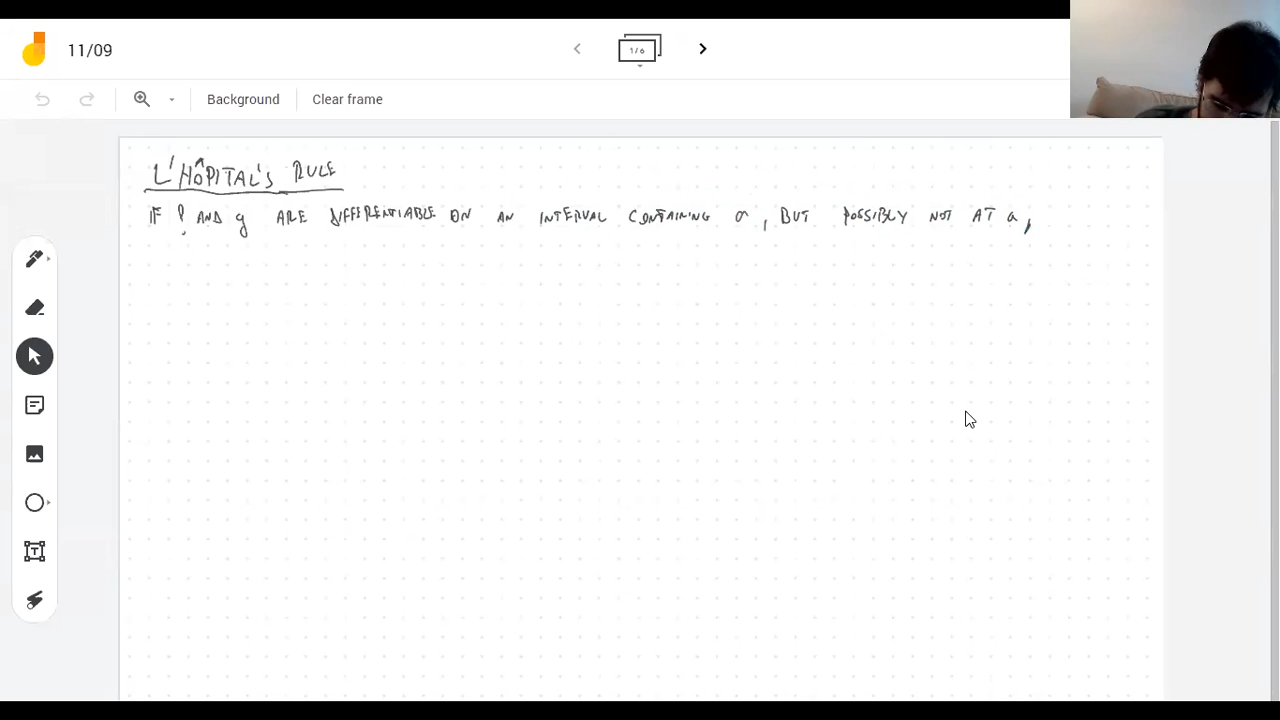 11/09
1/6
Background
Clear frame
L'HÔPITAL'S RULE
IF f AND g ARE DIFFERENTIABLE ON AN INTERVAL CONTAINING a, BUT POSSIBLY NOT AT a,